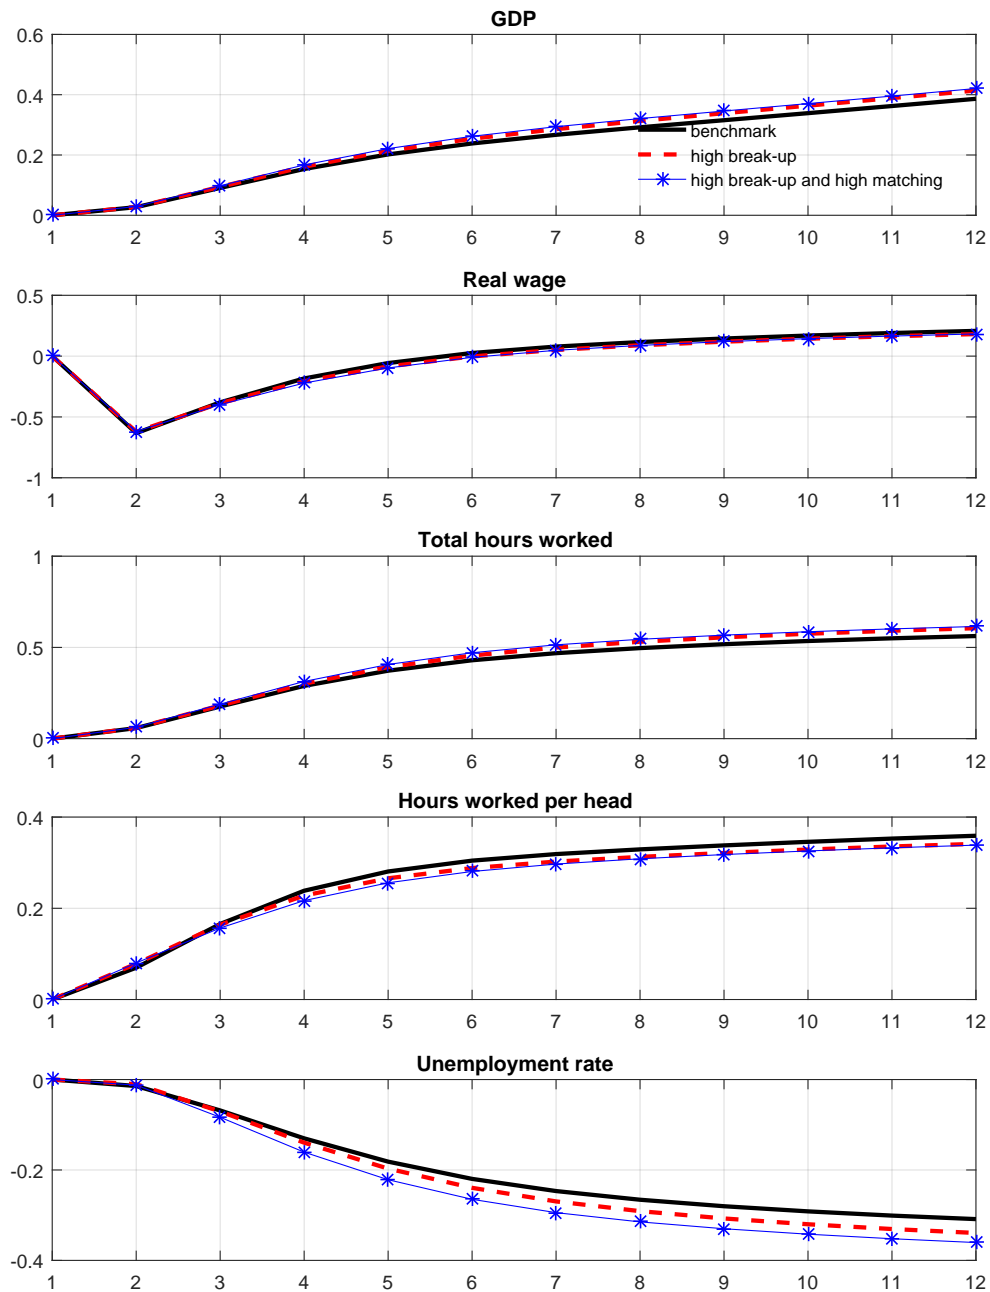 GDP
0.6
0.4
0.2
0
benchmark
high break-up
high break-up and high matching
1 2 3 4 5 6 7 8 9 10 11 12
Real wage
0.5
0
-0.5
-1
1 2 3 4 5 6 7 8 9 10 11 12
Total hours worked
1
0.5
0
1 2 3 4 5 6 7 8 9 10 11 12
Hours worked per head
0.4
0.2
0
1 2 3 4 5 6 7 8 9 10 11 12
Unemployment rate
0
-0.2
-0.4
1 2 3 4 5 6 7 8 9 10 11 12